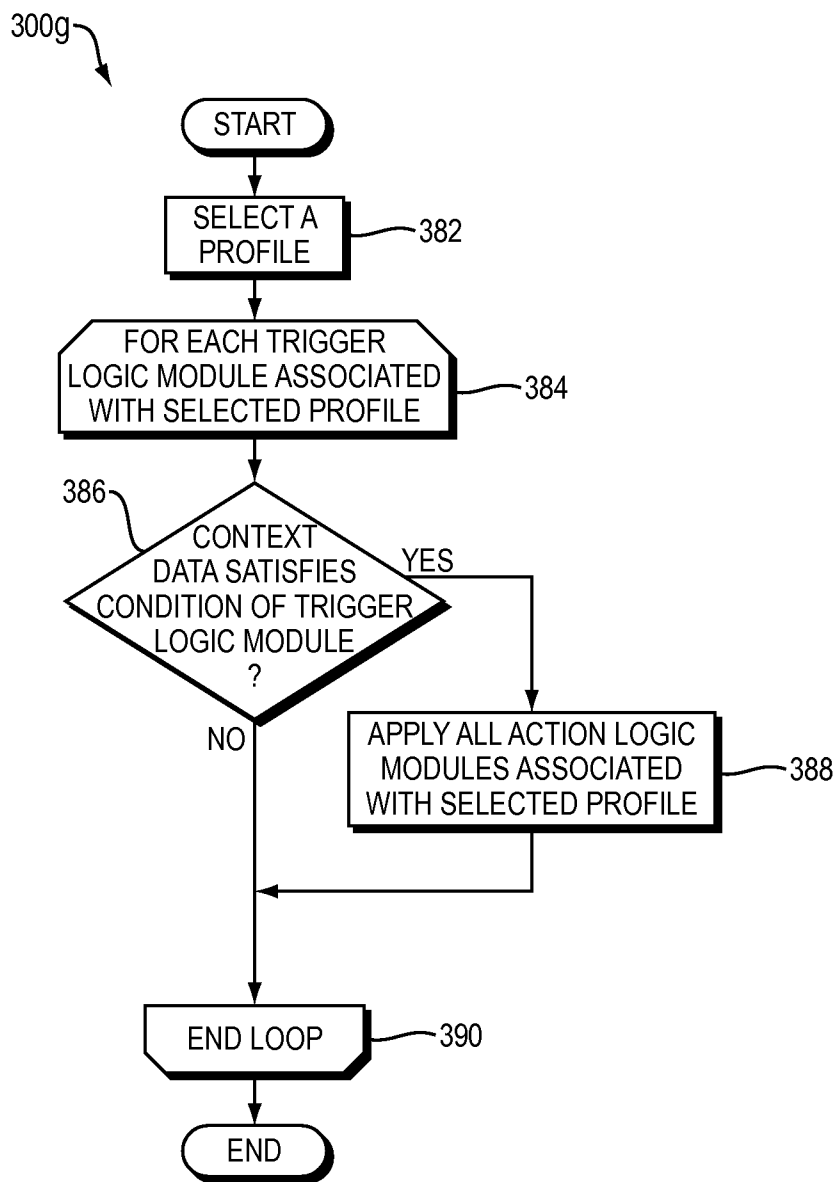 300g
START
SELECT A
PROFILE
382
FOR EACH TRIGGER
LOGIC MODULE ASSOCIATED
WITH SELECTED PROFILE
384
386
CONTEXT
DATA SATISFIES
CONDITION OF TRIGGER
LOGIC MODULE
?
YES
NO
APPLY ALL ACTION LOGIC
MODULES ASSOCIATED
WITH SELECTED PROFILE
388
END LOOP
390
END